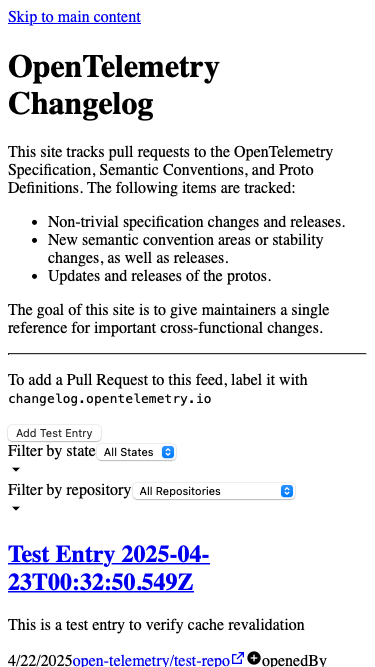 Skip to main content
OpenTelemetry
Changelog
This site tracks pull requests to the OpenTelemetry
Specification, Semantic Conventions, and Proto
Definitions. The following items are tracked:
• Non-trivial specification changes and releases.
• New semantic convention areas or stability
changes, as well as releases.
• Updates and releases of the protos.
The goal of this site is to give maintainers a single
reference for important cross-functional changes.
To add a Pull Request to this feed, label it with
changelog.opentelemetry.io
Add Test Entry
Filter by state All States
Filter by repository All Repositories
Test Entry 2025-04-
23T00:32:50.549Z
This is a test entry to verify cache revalidation
4/22/2025open-telemetry/test-repo openedBy